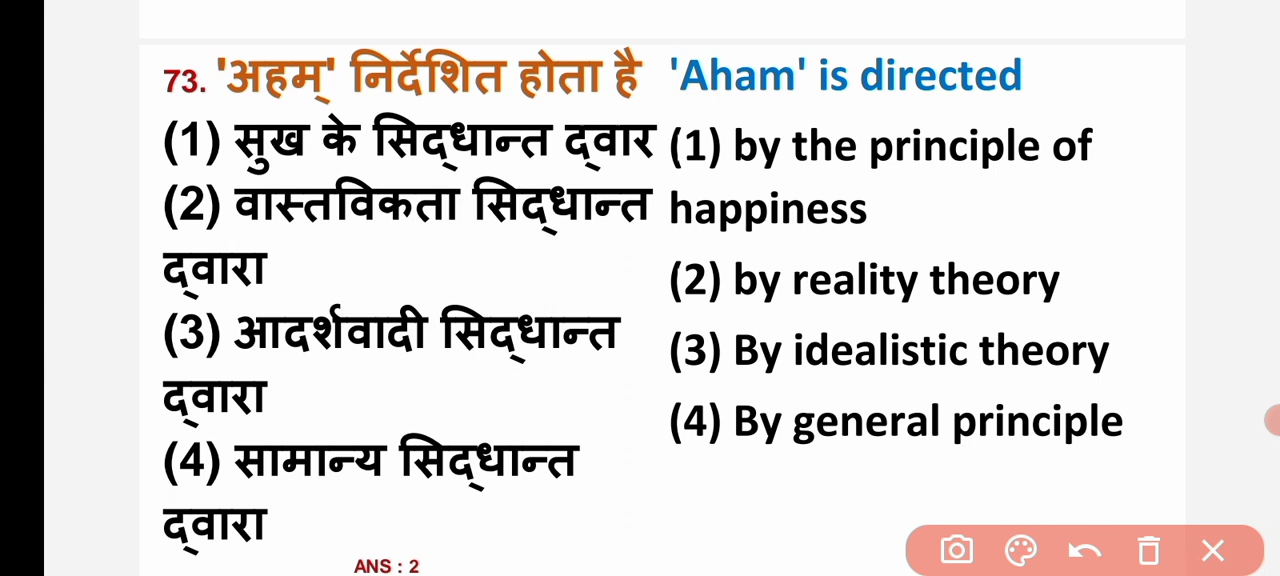 73. 'अहम्' निर्देशित होता है
(1) सुख के सिद्धान्त द्वार
(2) वास्तविकता सिद्धान्त
द्वारा
(3) आदर्शवादी सिद्धान्त
द्वारा
(4) सामान्य सिद्धान्त
द्वारा
ANS : 2
'Aham' is directed
(1) by the principle of
happiness
(2) by reality theory
(3) By idealistic theory
(4) By general principle